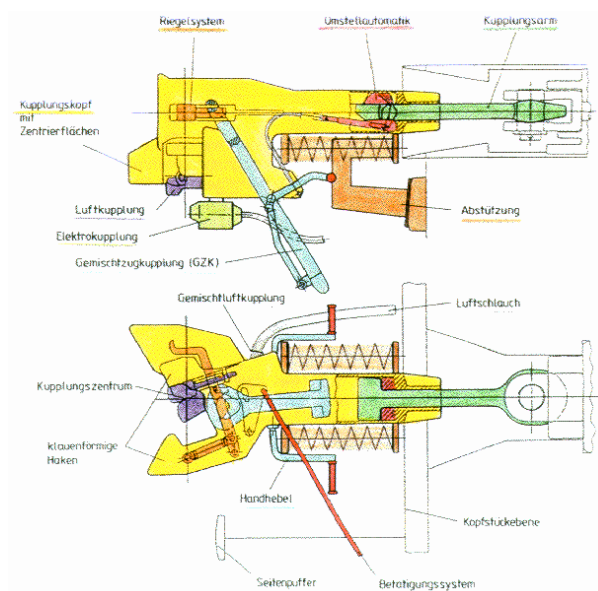 Riegelsystem
Umstellautomatik
Kupplungsarm
Kupplungskopf
mit
Zentrierflächen
Luftkupplung
Elektrokupplung
Gemischtzugkupplung (GZK)
Abstützung
Gemischtluftkupplung
Luftschlauch
Kupplungszentrum
klauenförmige
Haken
Handhebel
Kopfstückebene
Seitenpuffer
Betätigungssystem